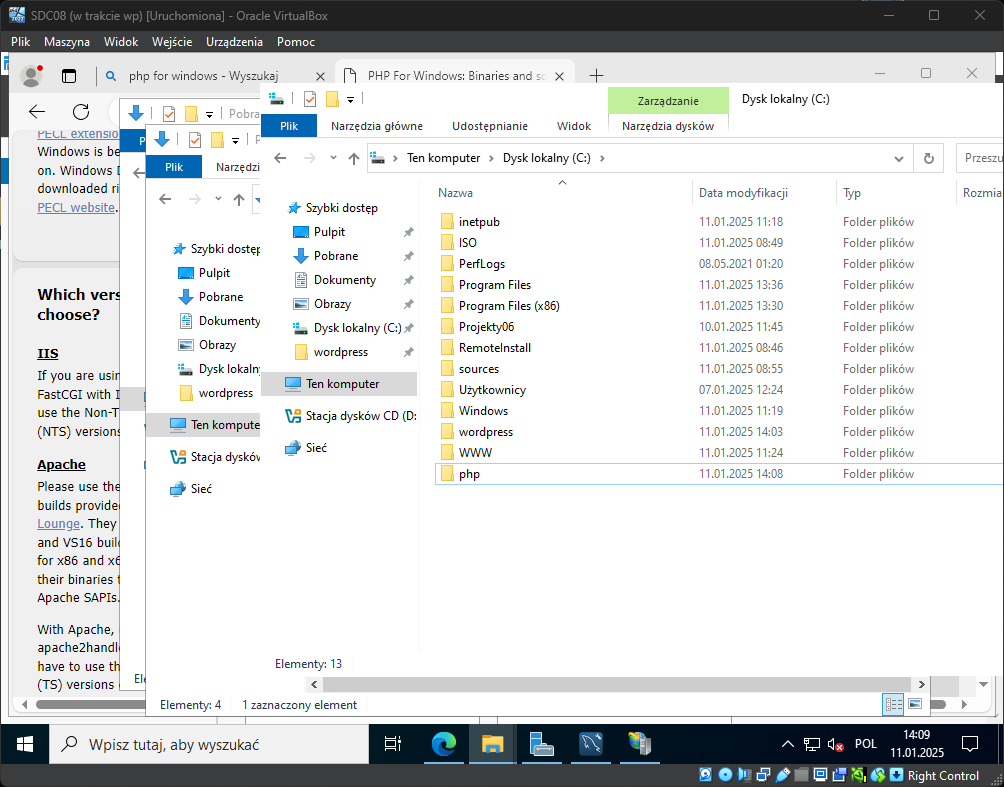 SDC08 (w trakcie wp) [Uruchomiona] - Oracle VirtualBox
Plik Maszyna Widok Wejście Urządzenia Pomoc
php for windows - Wyszukaj
PHP For Windows: Binaries and so
PECL extension
Windows is be
on. Windows D
downloaded ri
PECL website.
Which vers
choose?
IIS
If you are usin
FastCGI with I
use the Non-T
(NTS) versions
Apache
Please use the
builds provide
Lounge. They
and VS16 buil
for x86 and x6
their binaries t
Apache SAPIs.
With Apache,
apache2handle
have to use th
(TS) versions
Pobra
P
Ele
Plik Narzędzi
Szybki dostęp
Pulpit
Pobrane
Dokumenty
Obrazy
Dysk lokalny
wordpress
Ten kompute
Stacja dysków
Sieć
Elementy: 4 1 zaznaczony element
Zarządzanie Dysk lokalny (C:)
Plik Narzędzia główne Udostępnianie Widok Narzędzia dysków
Ten komputer Dysk lokalny (C:)
Przeszu
Szybki dostęp
Pulpit
Pobrane
Dokumenty
Obrazy
Dysk lokalny (C:)
wordpress
Ten komputer
Stacja dysków CD (D:
Sieć
Nazwa Data modyfikacji Typ Rozmia
inetpub 11.01.2025 11:18 Folder plików
ISO 11.01.2025 08:49 Folder plików
PerfLogs 08.05.2021 01:20 Folder plików
Program Files 11.01.2025 13:36 Folder plików
Program Files (x86) 11.01.2025 13:30 Folder plików
Projekty06 10.01.2025 11:45 Folder plików
RemoteInstall 11.01.2025 08:46 Folder plików
sources 11.01.2025 08:55 Folder plików
Użytkownicy 07.01.2025 12:24 Folder plików
Windows 11.01.2025 11:19 Folder plików
wordpress 11.01.2025 14:03 Folder plików
WWW 11.01.2025 11:24 Folder plików
php 11.01.2025 14:08 Folder plików
Elementy: 13
Wpisz tutaj, aby wyszukać
POL
14:09
11.01.2025
Right Control